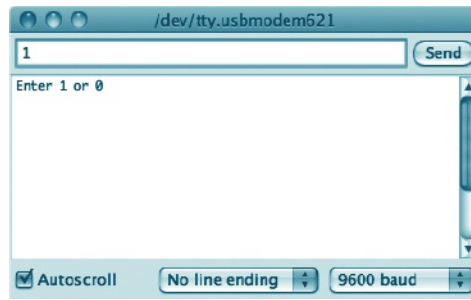 /dev/tty.usbmodem621
1
Send
Enter 1 or 0
Autoscroll
No line ending
9600 baud